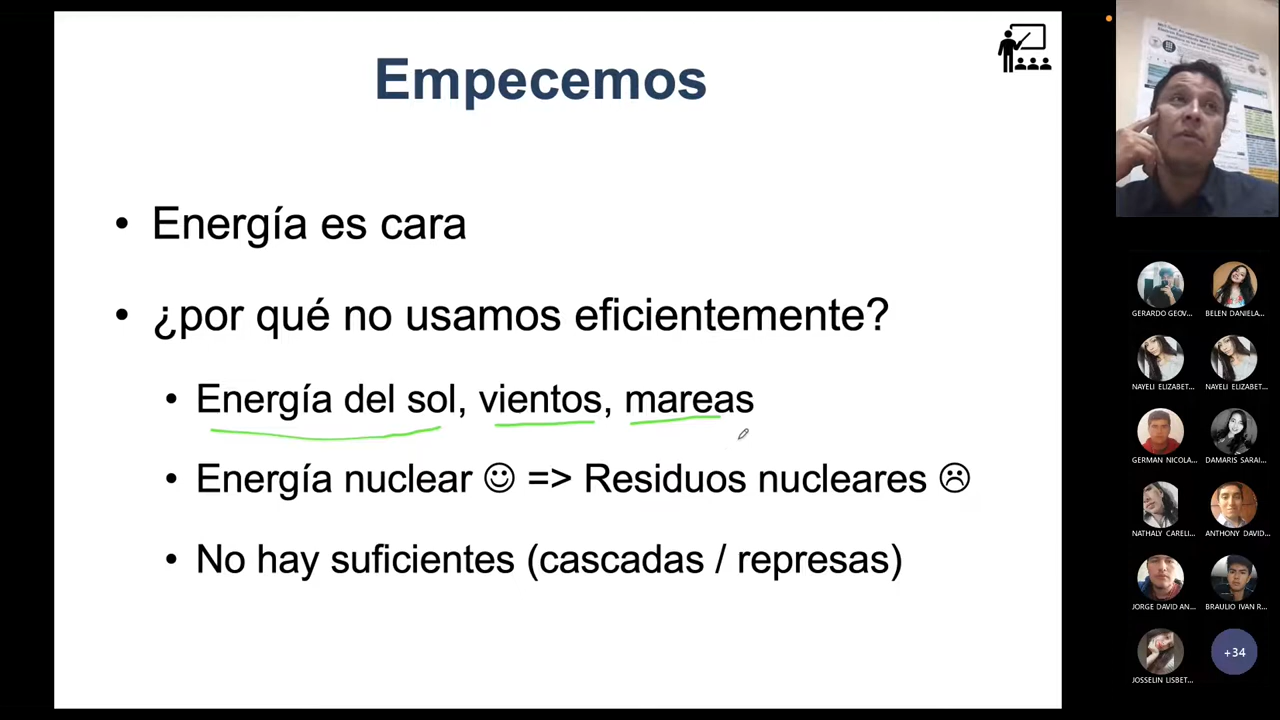 Empecemos
• Energía es cara
• ¿por qué no usamos eficientemente?
• Energía del sol, vientos, mareas
• Energía nuclear ☺ => Residuos nucleares ☹
• No hay suficientes (cascadas / represas)
GERARDO GEOV...
BELEN DANIELA...
NAYELI ELIZABET...
NAYELI ELIZABET...
GERMAN NICOLA...
DAMARIS SARAI...
NATHALY CARELI...
ANTHONY DAVID...
JORGE DAVID AN...
BRAULIO IVAN R...
JOSSELIN LISBET...
+34